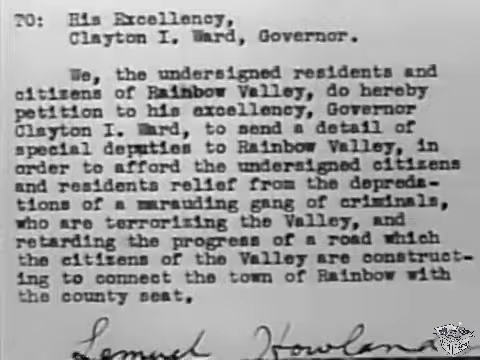 TO: His Excellency,
Clayton I. Ward, Governor.
We, the undersigned residents and
citizens of Rainbow Valley, do hereby
petition to his excellency, Governor
Clayton I. Ward, to send a detail of
special deputies to Rainbow Valley, in
order to afford the undersigned citizens
and residents relief from the depreda-
tions of a marauding gang of criminals,
who are terrorizing the Valley, and
retarding the progress of a road which
the citizens of the Valley are construct-
ing to connect the town of Rainbow with
the county seat.
Lemuel Howland